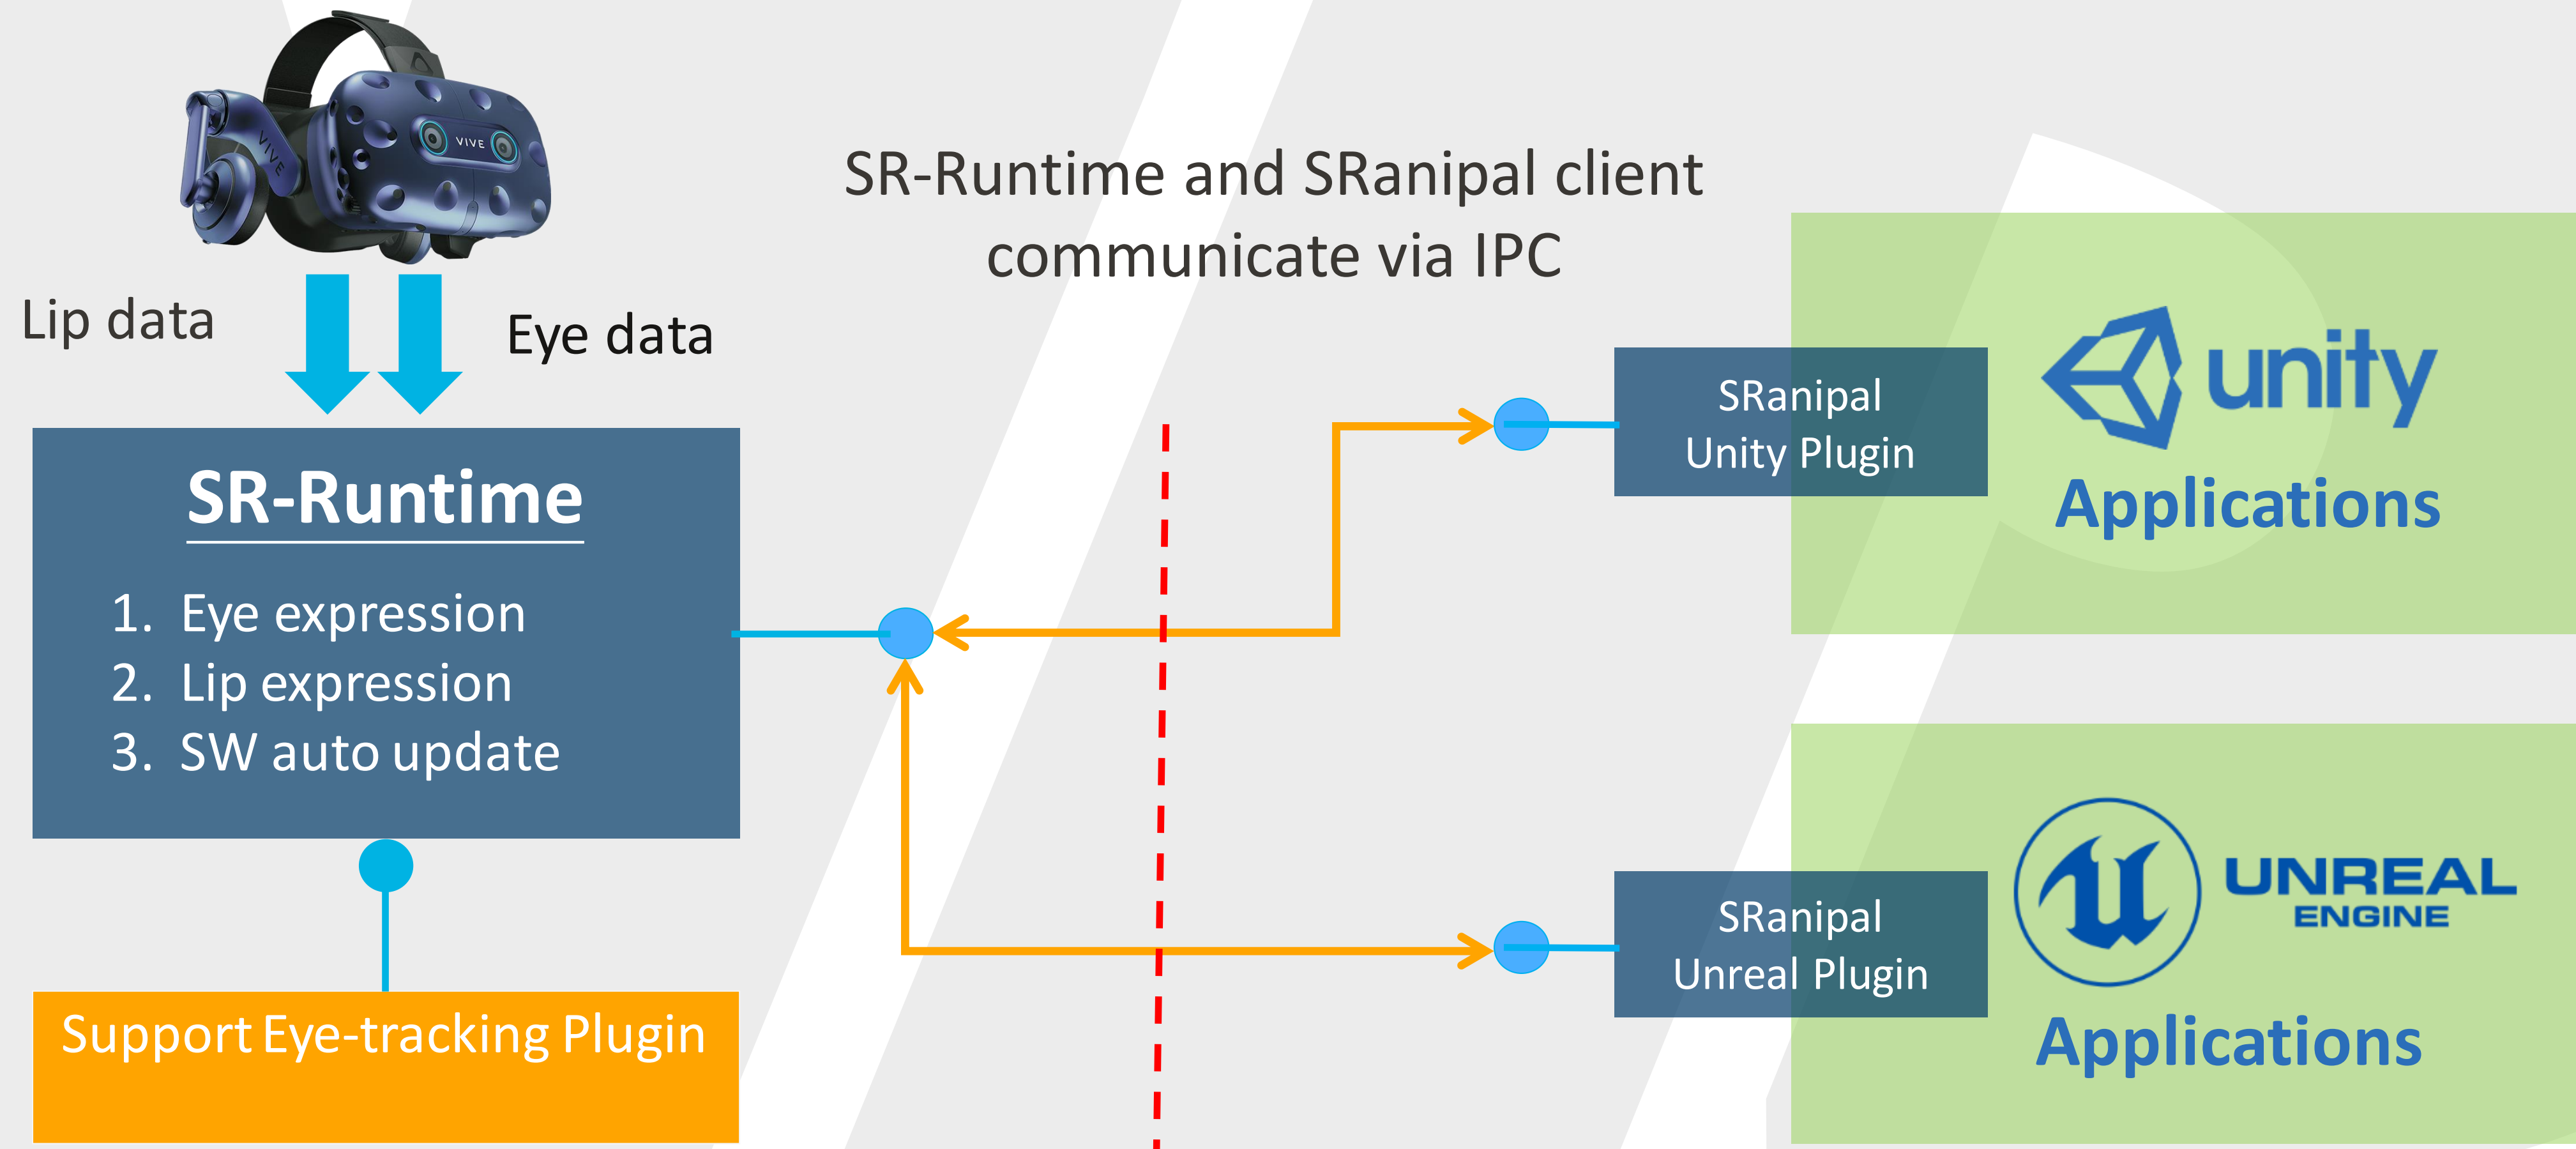 VIVE
VIVE
SR-Runtime and SRanipal client
communicate via IPC
Lip data
Eye data
SR-Runtime
1. Eye expression
2. Lip expression
3. SW auto update
Support Eye-tracking Plugin
SRanipal
Unity Plugin
unity
Applications
SRanipal
Unreal Plugin
UNREAL
ENGINE
Applications